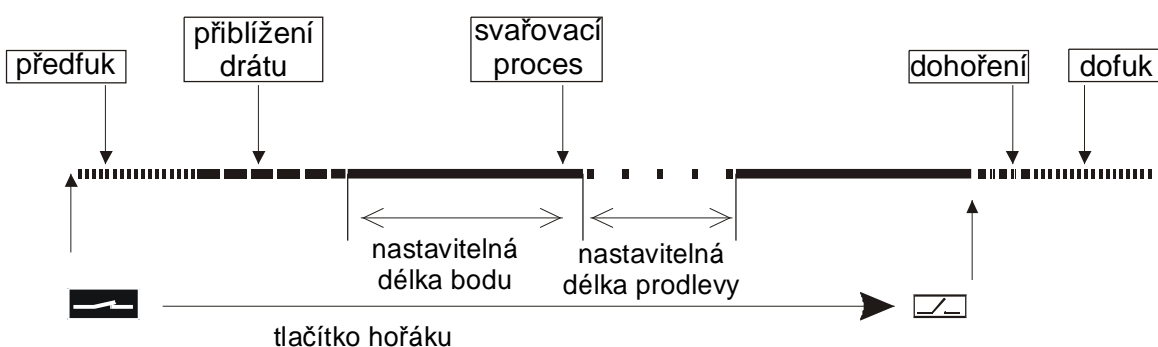 předfuk
přiblížení
drátu
svařovací
proces
dohoření
dofuk
nastavitelná
délka bodu
nastavitelná
délka prodlevy
tlačítko hořáku